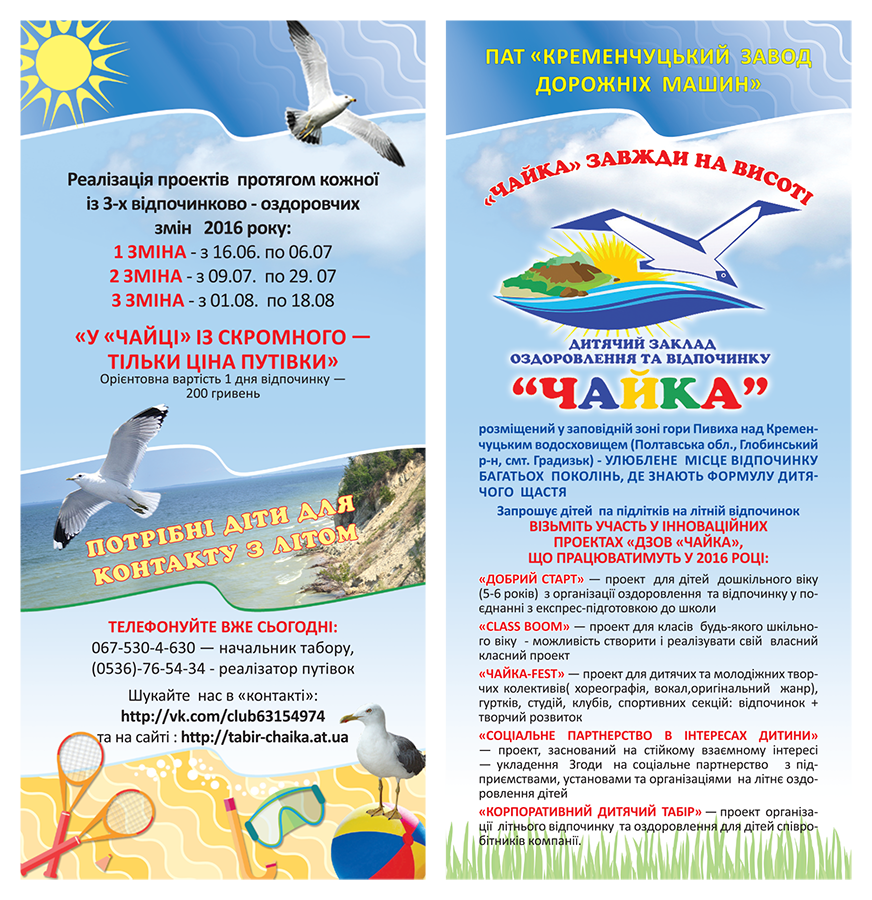 Реалізація проектів протягом кожної
із 3-х відпочинково - оздоровчих
змін 2016 року:
1 ЗМІНА - з 16.06. по 06.07
2 ЗМІНА - з 09.07. по 29. 07
3 ЗМІНА - з 01.08. по 18.08
«У «ЧАЙЦІ» ІЗ СКРОМНОГО —
ТІЛЬКИ ЦІНА ПУТІВКИ»
Орієнтовна вартість 1 дня відпочинку —
200 гривень
ПОТРІБНІ ДІТИ ДЛЯ
КОНТАКТУ З ЛІТОМ
ТЕЛЕФОНУЙТЕ ВЖЕ СЬОГОДНІ:
067-530-4-630 — начальник табору,
(0536)-76-54-34 - реалізатор путівок
Шукайте нас в «контакті»:
http://vk.com/club63154974
та на сайті : http://tabir-chaika.at.ua
ПАТ «КРЕМЕНЧУЦЬКИЙ ЗАВОД
ДОРОЖНІХ МАШИН»
«ЧАЙКА» ЗАВЖДИ НА ВИСОТІ
ДИТЯЧИЙ ЗАКЛАД
ОЗДОРОВЛЕННЯ ТА ВІДПОЧИНКУ
“ЧАЙКА”
розміщений у заповідній зоні гори Пивиха над Кремен-
чуцьким водосховищем (Полтавська обл., Глобинський
р-н, смт. Градизьк) - УЛЮБЛЕНЕ МІСЦЕ ВІДПОЧИНКУ
БАГАТЬОХ ПОКОЛІНЬ, ДЕ ЗНАЮТЬ ФОРМУЛУ ДИТЯ-
ЧОГО ЩАСТЯ
Запрошує дітей па підлітків на літній відпочинок
ВІЗЬМІТЬ УЧАСТЬ У ІННОВАЦІЙНИХ
ПРОЕКТАХ «ДЗОВ «ЧАЙКА»,
ЩО ПРАЦЮВАТИМУТЬ У 2016 РОЦІ:
«ДОБРИЙ СТАРТ» — проект для дітей дошкільного віку
(5-6 років) з організації оздоровлення та відпочинку у по-
єднанні з експрес-підготовкою до школи
«CLASS BOOM» — проект для класів будь-якого шкільно-
го віку - можливість створити і реалізувати свій власний
класний проект
«ЧАЙКА-FEST» — проект для дитячих та молодіжних твор-
чих колективів( хореографія, вокал,оригінальний жанр),
гуртків, студій, клубів, спортивних секцій: відпочинок +
творчий розвиток
«СОЦІАЛЬНЕ ПАРТНЕРСТВО В ІНТЕРЕСАХ ДИТИНИ»
— проект, заснований на стійкому взаємному інтересі
— укладення Згоди на соціальне партнерство з під-
приємствами, установами та організаціями на літнє оздо-
ровлення дітей
«КОРПОРАТИВНИЙ ДИТЯЧИЙ ТАБІР» — проект організа-
ції літнього відпочинку та оздоровлення для дітей співро-
бітників компанії.